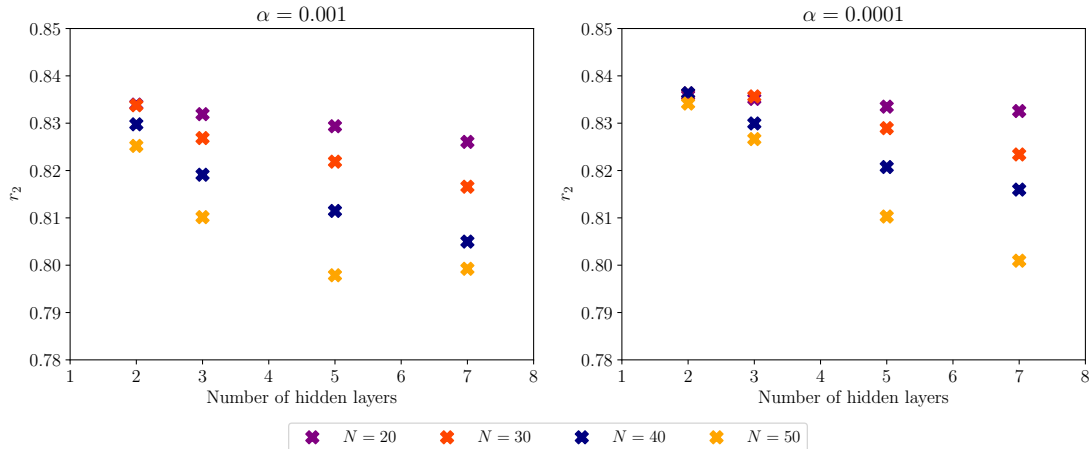 α = 0.001
0.85
0.84
0.83
0.82
0.81
0.80
0.79
0.78
r₂
1 2 3 4 5 6 7 8
Number of hidden layers
α = 0.0001
0.85
0.84
0.83
0.82
0.81
0.80
0.79
0.78
r₂
1 2 3 4 5 6 7 8
Number of hidden layers
N = 20 N = 30 N = 40 N = 50